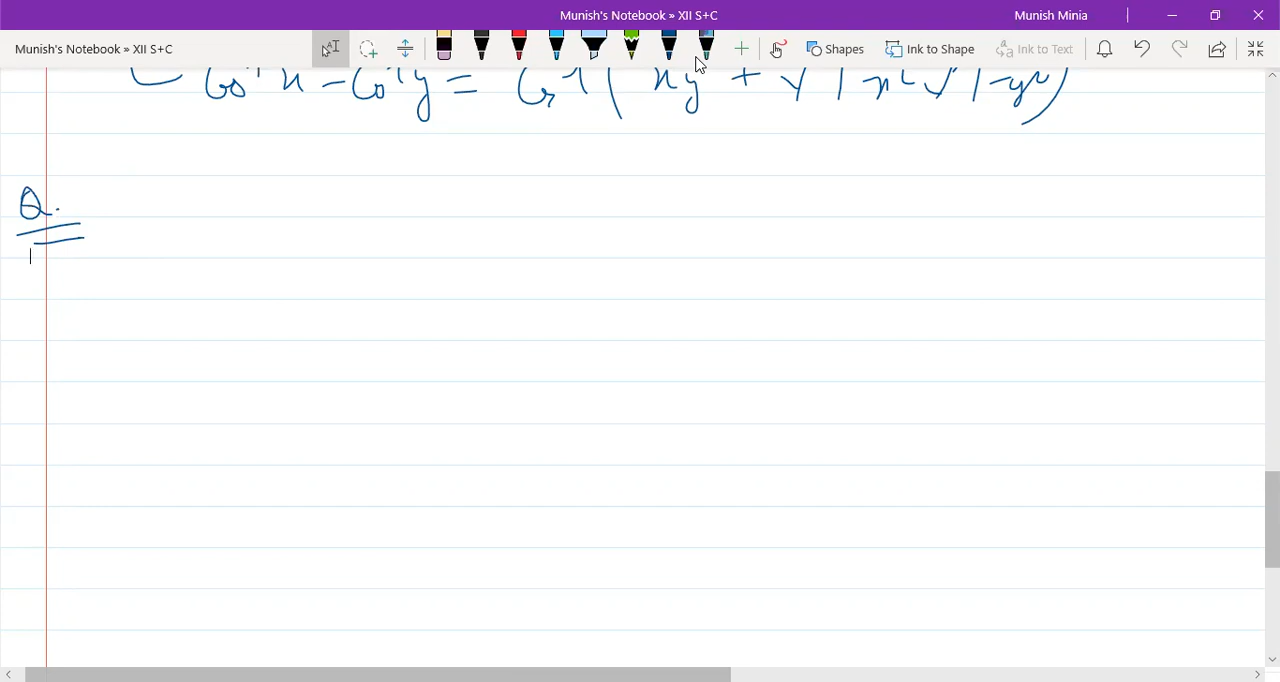 Munish's Notebook » XII S+C
Munish Minia
Munish's Notebook » XII S+C
Shapes
Ink to Shape
Ink to Text
Cos⁻¹x - Cos⁻¹y = Cos⁻¹(xy + √1-x² √1-y²)
Q.